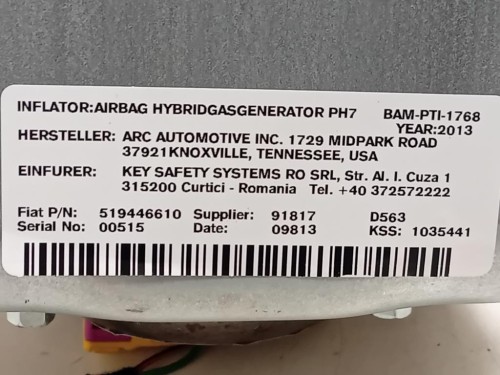 INFLATOR:AIRBAG HYBRIDGASGENERATOR PH7 BAM-PTI-1768
YEAR:2013
HERSTELLER: ARC AUTOMOTIVE INC. 1729 MIDPARK ROAD
37921KNOXVILLE, TENNESSEE, USA
EINFURER: KEY SAFETY SYSTEMS RO SRL, Str. Al. I. Cuza 1
315200 Curtici - Romania Tel. +40 372572222
Fiat P/N: 519446610 Supplier: 91817 D563
Serial No: 00515 Date: 09813 KSS: 1035441